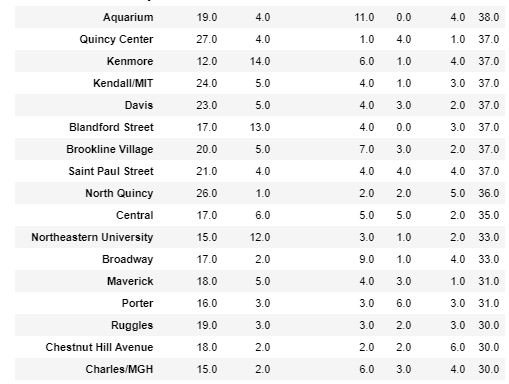 Aquarium 19.0 4.0 11.0 0.0 4.0 38.0
Quincy Center 27.0 4.0 1.0 4.0 1.0 37.0
Kenmore 12.0 14.0 6.0 1.0 4.0 37.0
Kendall/MIT 24.0 5.0 4.0 1.0 3.0 37.0
Davis 23.0 5.0 4.0 3.0 2.0 37.0
Blandford Street 17.0 13.0 4.0 0.0 3.0 37.0
Brookline Village 20.0 5.0 7.0 3.0 2.0 37.0
Saint Paul Street 21.0 4.0 4.0 4.0 4.0 37.0
North Quincy 26.0 1.0 2.0 2.0 5.0 36.0
Central 17.0 6.0 5.0 5.0 2.0 35.0
Northeastern University 15.0 12.0 3.0 1.0 2.0 33.0
Broadway 17.0 2.0 9.0 1.0 4.0 33.0
Maverick 18.0 5.0 4.0 3.0 1.0 31.0
Porter 16.0 3.0 3.0 6.0 3.0 31.0
Ruggles 19.0 3.0 3.0 2.0 3.0 30.0
Chestnut Hill Avenue 18.0 2.0 2.0 2.0 6.0 30.0
Charles/MGH 15.0 2.0 6.0 3.0 4.0 30.0